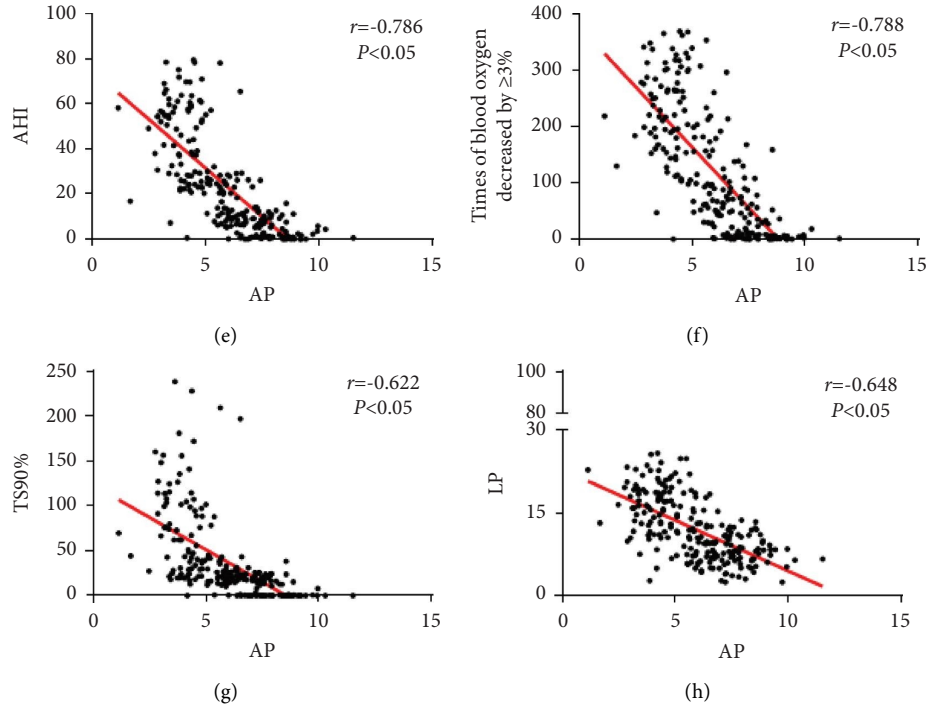 100
80
60
40
20
0
AHI
r=-0.786
P<0.05
0
5
10
15
AP
(e)
400
300
200
100
0
Times of blood oxygen
decreased by ≥3%
r=-0.788
P<0.05
0
5
10
15
AP
(f)
250
200
150
100
50
0
TS90%
r=-0.622
P<0.05
0
5
10
15
AP
(g)
100
80
30
15
0
LP
r=-0.648
P<0.05
0
5
10
15
AP
(h)